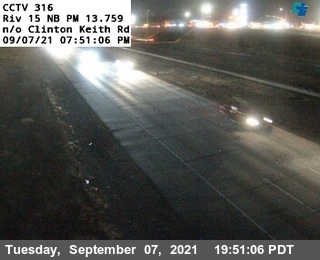 CCTV 316
Riv 15 NB PM 13.759
n/o Clinton Keith Rd
09/07/21 07:51:06 PM
Tuesday, September 07, 2021 19:51:06 PDT